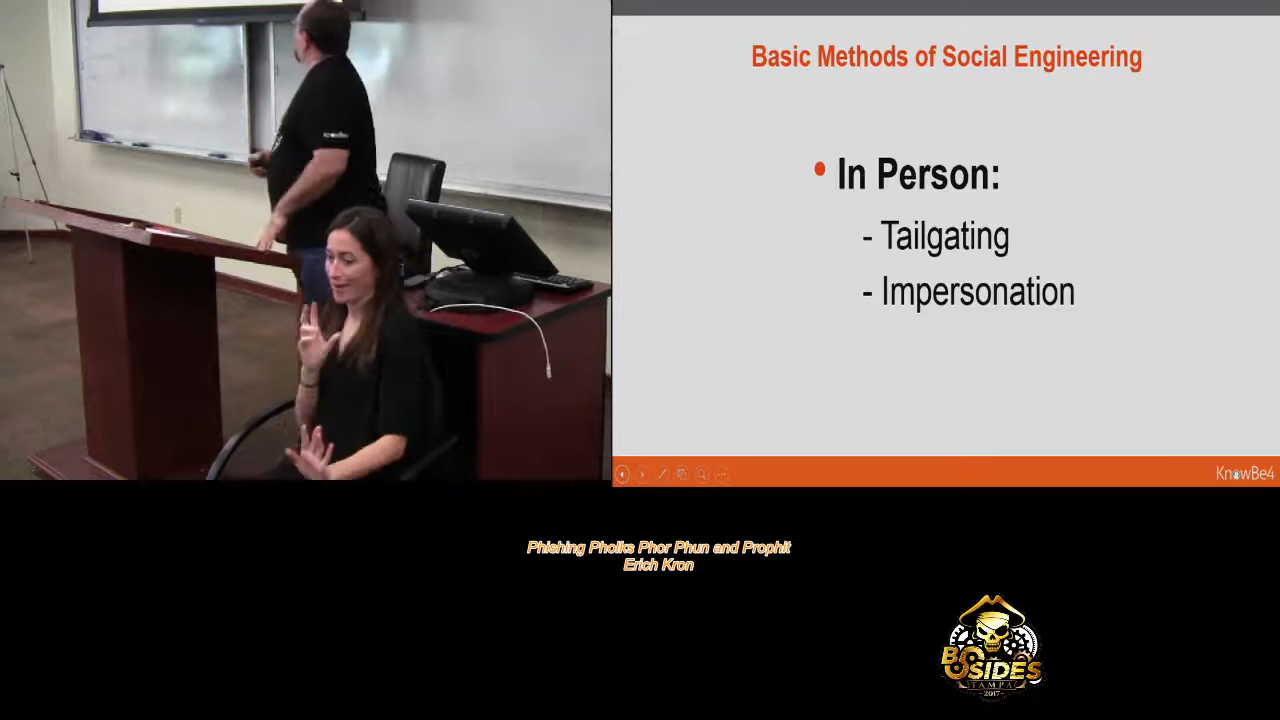 Basic Methods of Social Engineering
• In Person:
- Tailgating
- Impersonation
KnowBe4
KnowBe4
Phishing Pholks Phor Phun and Prophit
Erich Kron
BSIDES
TAMPA
-2017-